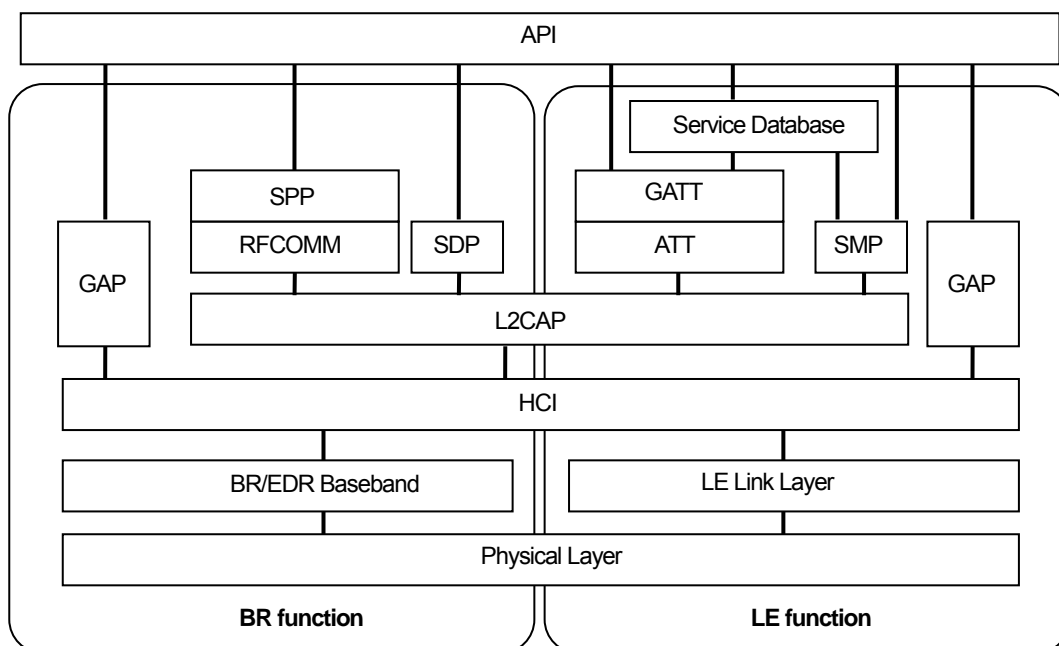 API
Service Database
SPP
GATT
RFCOMM
SDP
ATT
SMP
GAP
GAP
L2CAP
HCI
BR/EDR Baseband
LE Link Layer
Physical Layer
BR function
LE function